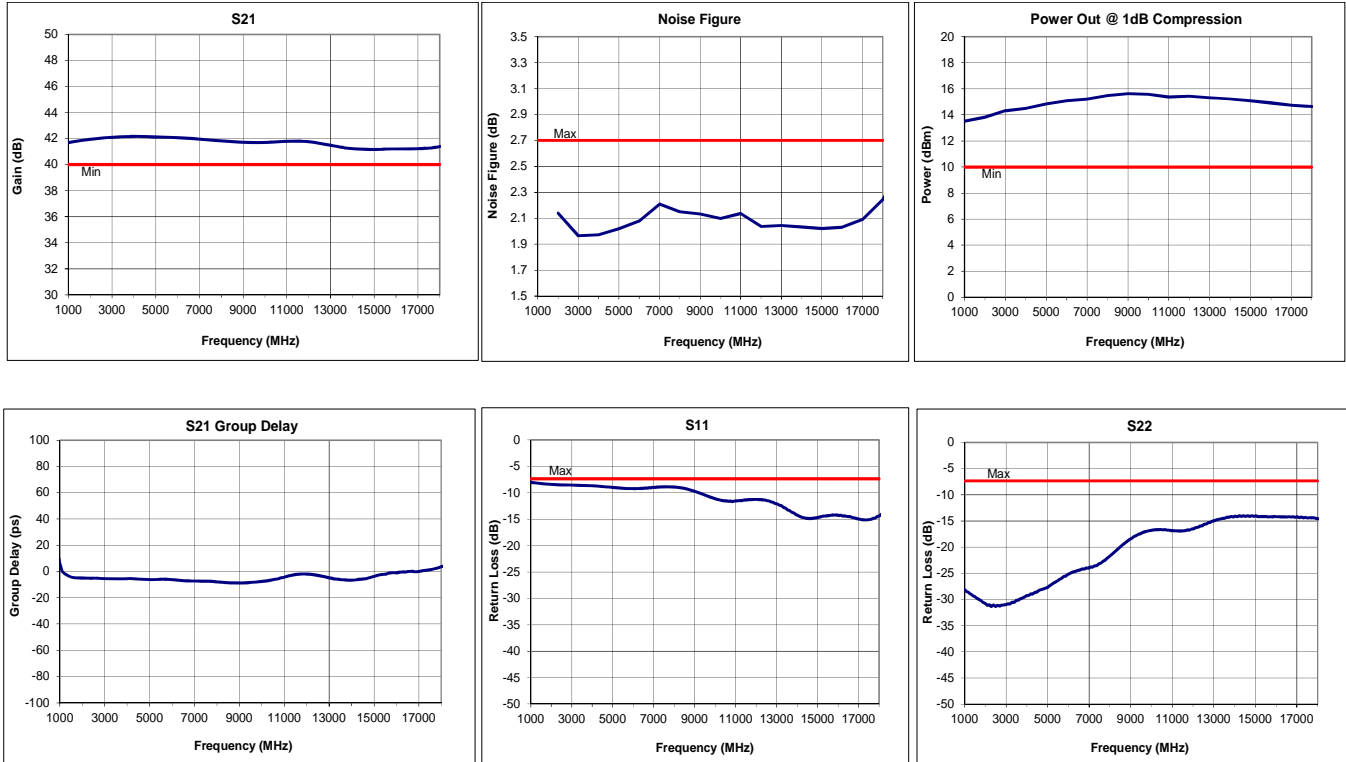 S21
Gain (dB)
50
48
46
44
42
40
38
36
34
32
30
Min
1000 3000 5000 7000 9000 11000 13000 15000 17000
Frequency (MHz)
Noise Figure
Noise Figure (dB)
3.5
3.3
3.1
2.9
2.7
2.5
2.3
2.1
1.9
1.7
1.5
Max
1000 3000 5000 7000 9000 11000 13000 15000 17000
Frequency (MHz)
Power Out @ 1dB Compression
Power (dBm)
20
18
16
14
12
10
8
6
4
2
0
Min
1000 3000 5000 7000 9000 11000 13000 15000 17000
Frequency (MHz)
S21 Group Delay
Group Delay (ps)
100
80
60
40
20
0
-20
-40
-60
-80
-100
1000 3000 5000 7000 9000 11000 13000 15000 17000
Frequency (MHz)
S11
Return Loss (dB)
0
-5
-10
-15
-20
-25
-30
-35
-40
-45
-50
Max
1000 3000 5000 7000 9000 11000 13000 15000 17000
Frequency (MHz)
S22
Return Loss (dB)
0
-5
-10
-15
-20
-25
-30
-35
-40
-45
-50
Max
1000 3000 5000 7000 9000 11000 13000 15000 17000
Frequency (MHz)